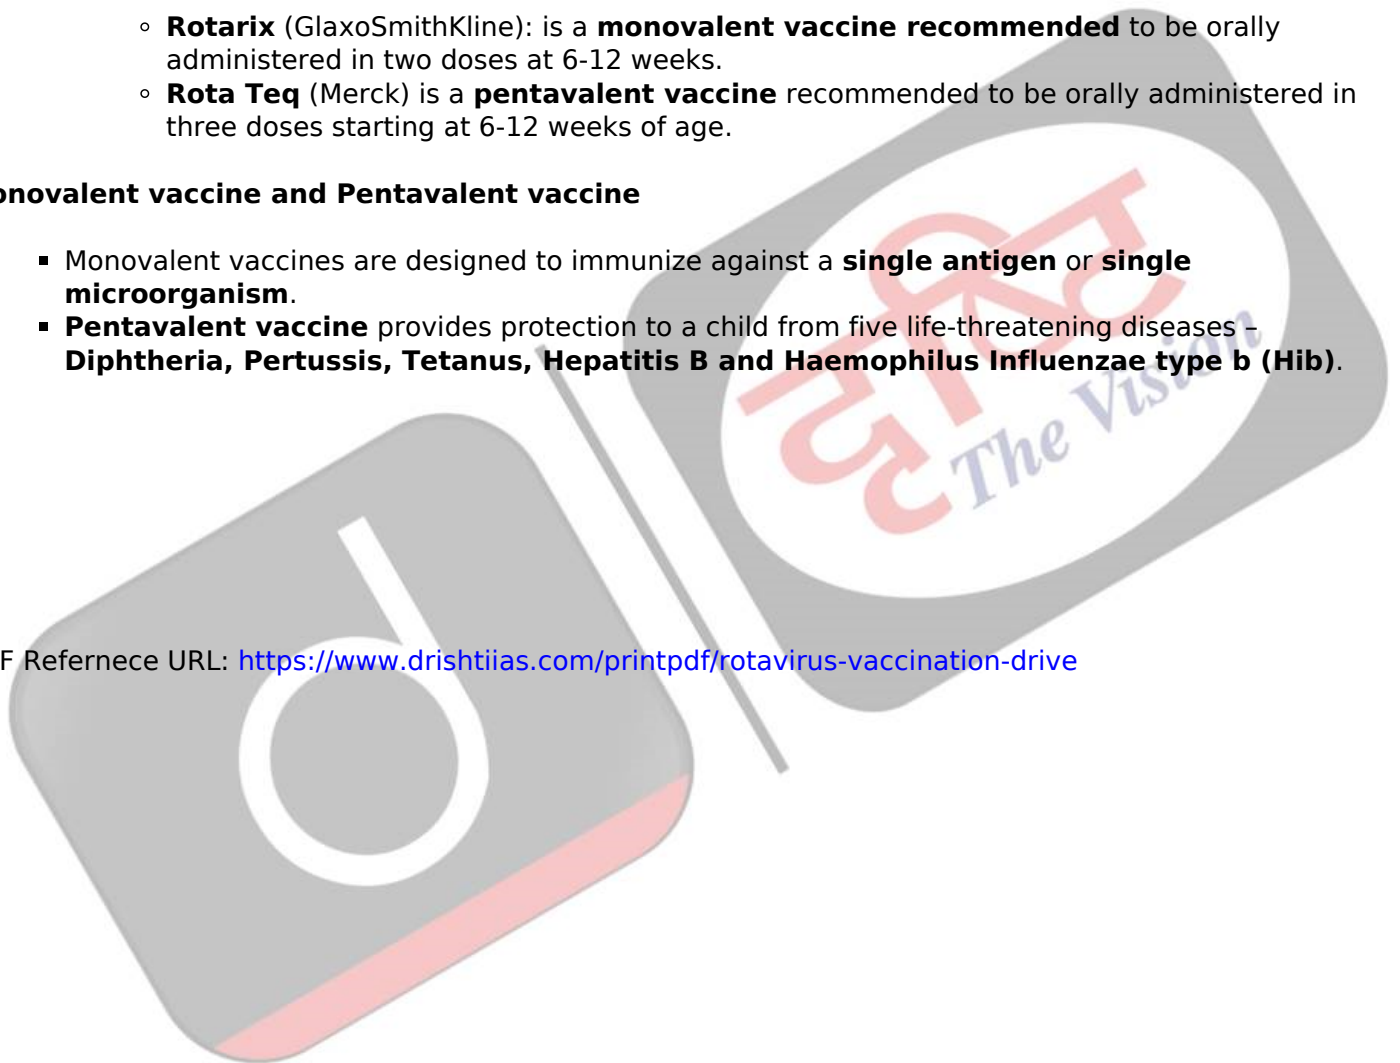 Rotarix (GlaxoSmithKline): is a monovalent vaccine recommended to be orally
administered in two doses at 6-12 weeks.
Rota Teq (Merck) is a pentavalent vaccine recommended to be orally administered in
three doses starting at 6-12 weeks of age.
onovalent vaccine and Pentavalent vaccine
Monovalent vaccines are designed to immunize against a single antigen or single
microorganism.
Pentavalent vaccine provides protection to a child from five life-threatening diseases –
Diphtheria, Pertussis, Tetanus, Hepatitis B and Haemophilus Influenzae type b (Hib).
दृष्टि
The Vision
d
F Refernece URL: https://www.drishtiias.com/printpdf/rotavirus-vaccination-drive